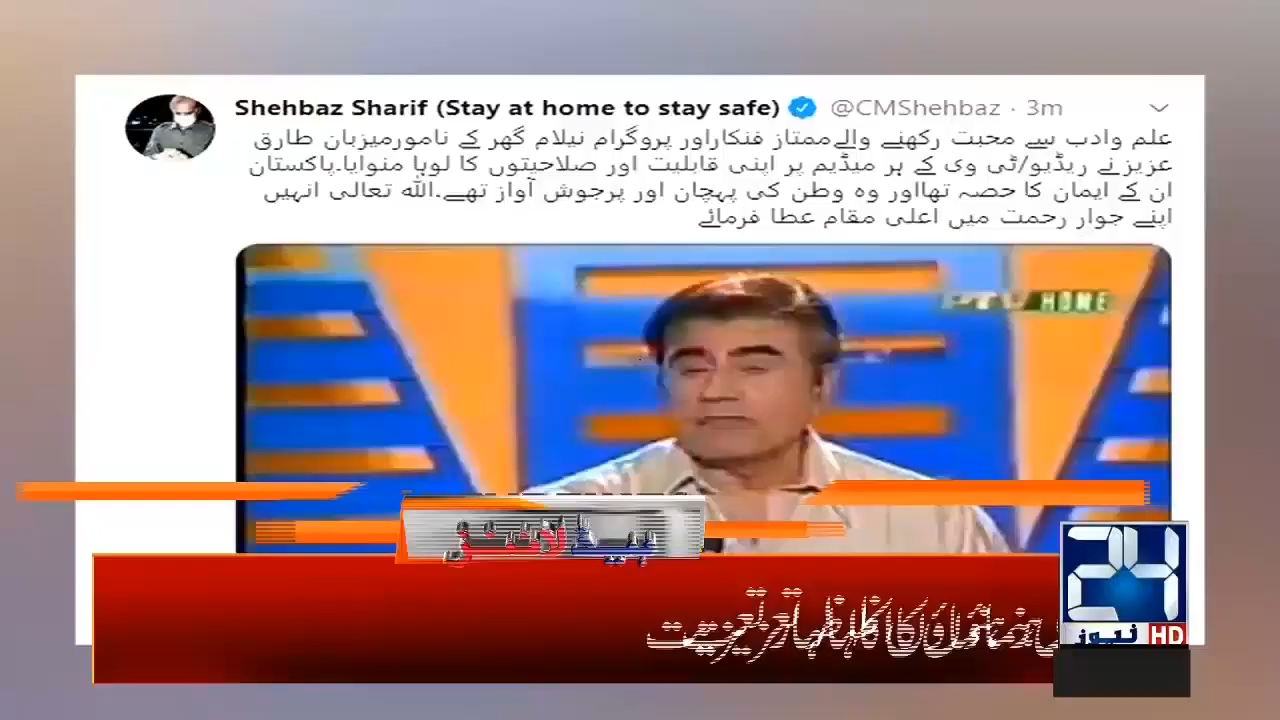 Shehbaz Sharif (Stay at home to stay safe) @CMShehbaz · 3m
علم وادب سے محبت رکھنے والےممتاز فنکاراور پروگرام نیلام گھر کے نامورمیزبان طارق
عزیزنے ریڈیو/ٹی وی کے ہر میڈیم پر اپنی قابلیت اور صلاحیتوں کا لوہا منوایا۔پاکستان
ان کے ایمان کا حصہ تھااور وہ وطن کی پہچان اور پرجوش آواز تھے۔اللہ تعالی انہیں
اپنے جوار رحمت میں اعلی مقام عطا فرمائے
HOME
ہیڈلائنز
کا اظہار تعزیت
24
نیوز HD